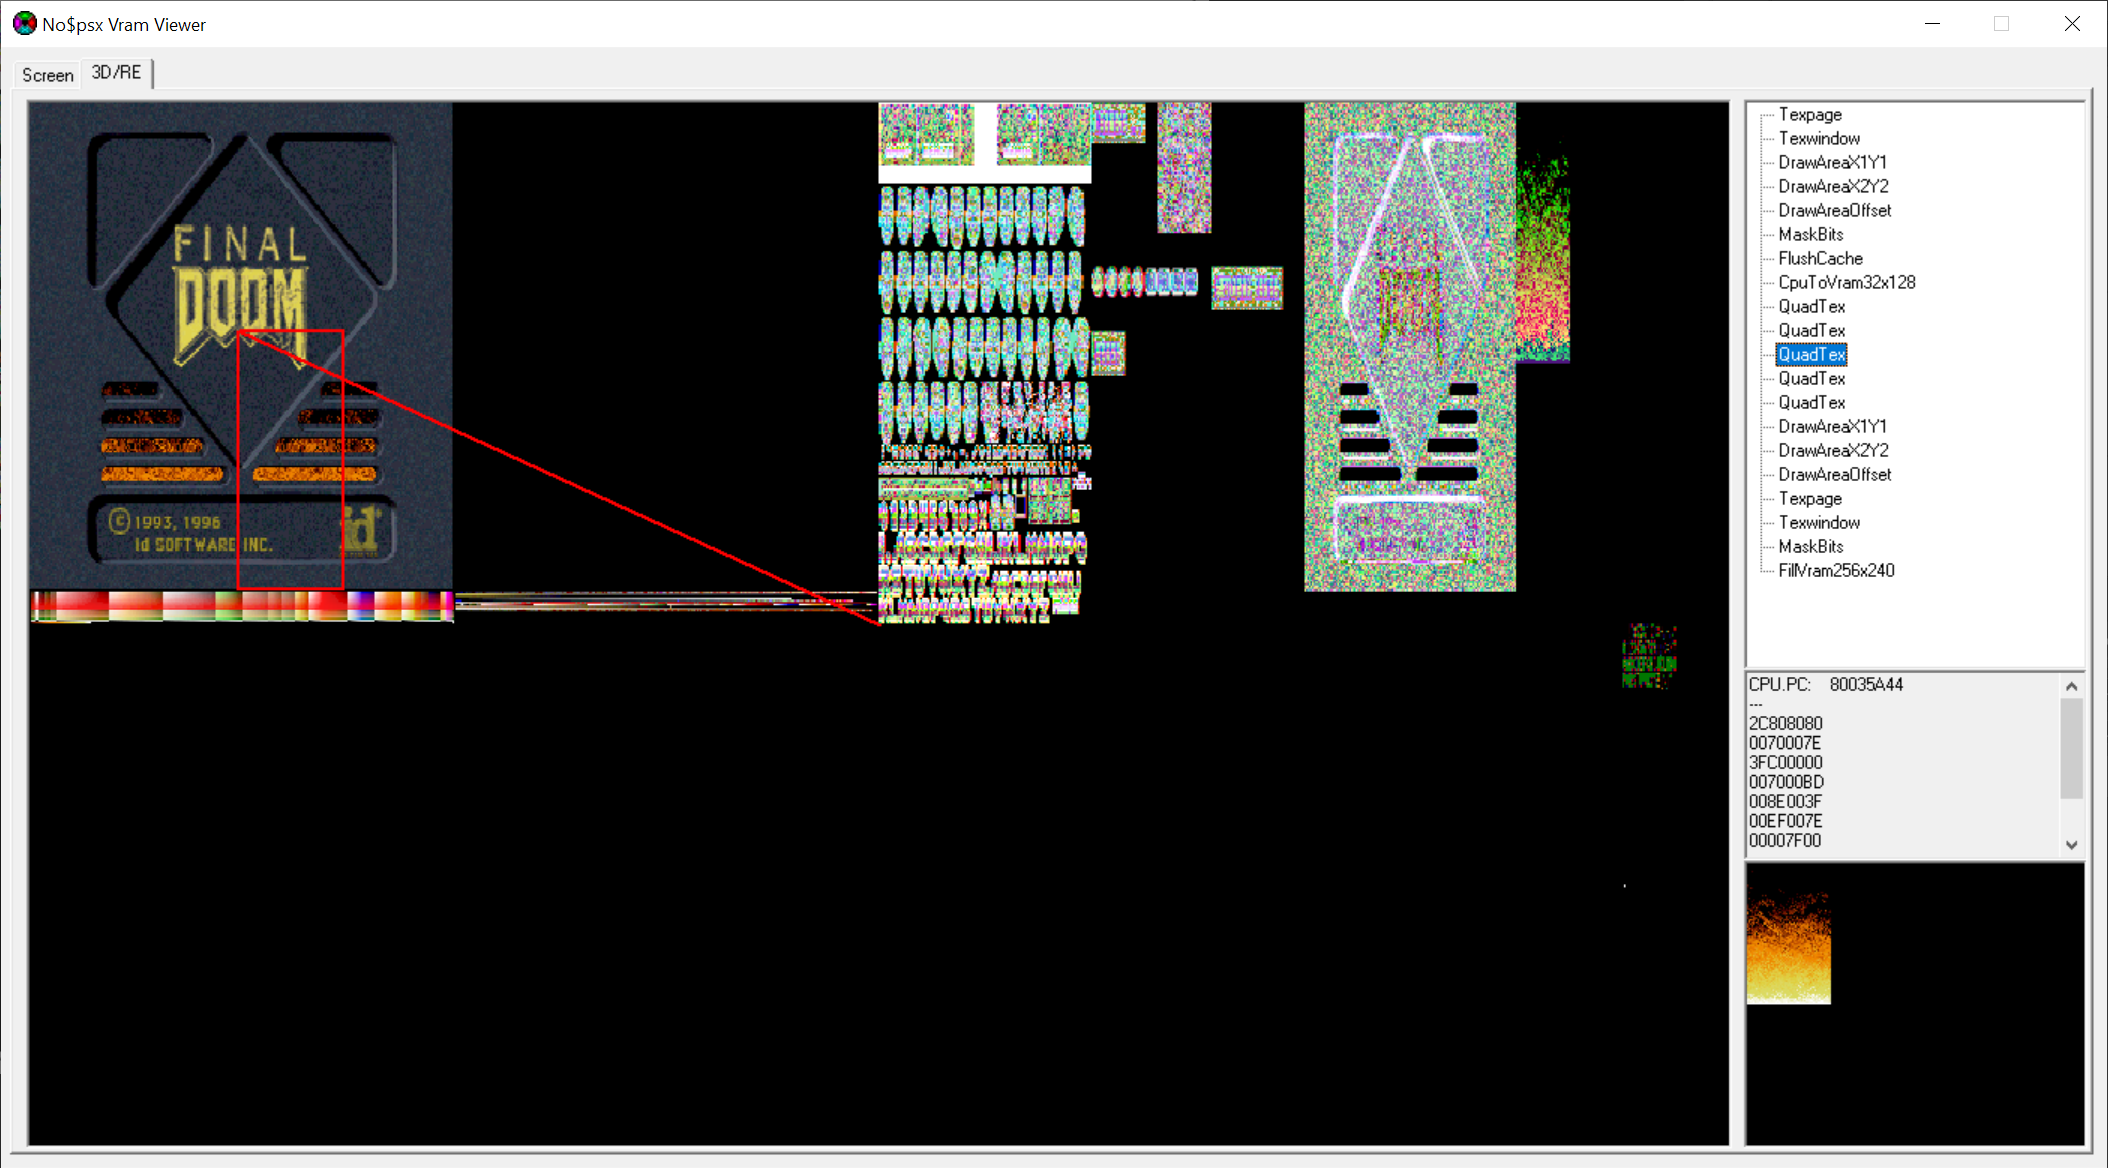 No$psx Vram Viewer
Screen
3D/RE
FINAL
DOOM
© 1993, 1996
id SOFTWARE INC.
id
Texpage
Texwindow
DrawAreaX1Y1
DrawAreaX2Y2
DrawAreaOffset
MaskBits
FlushCache
CpuToVram32x128
QuadTex
QuadTex
QuadTex
QuadTex
QuadTex
DrawAreaX1Y1
DrawAreaX2Y2
DrawAreaOffset
Texpage
Texwindow
MaskBits
FillVram256x240
CPU.PC: 80035A44
---
2C808080
0070007E
3FC00000
007000BD
008E003F
00EF007E
00007F00